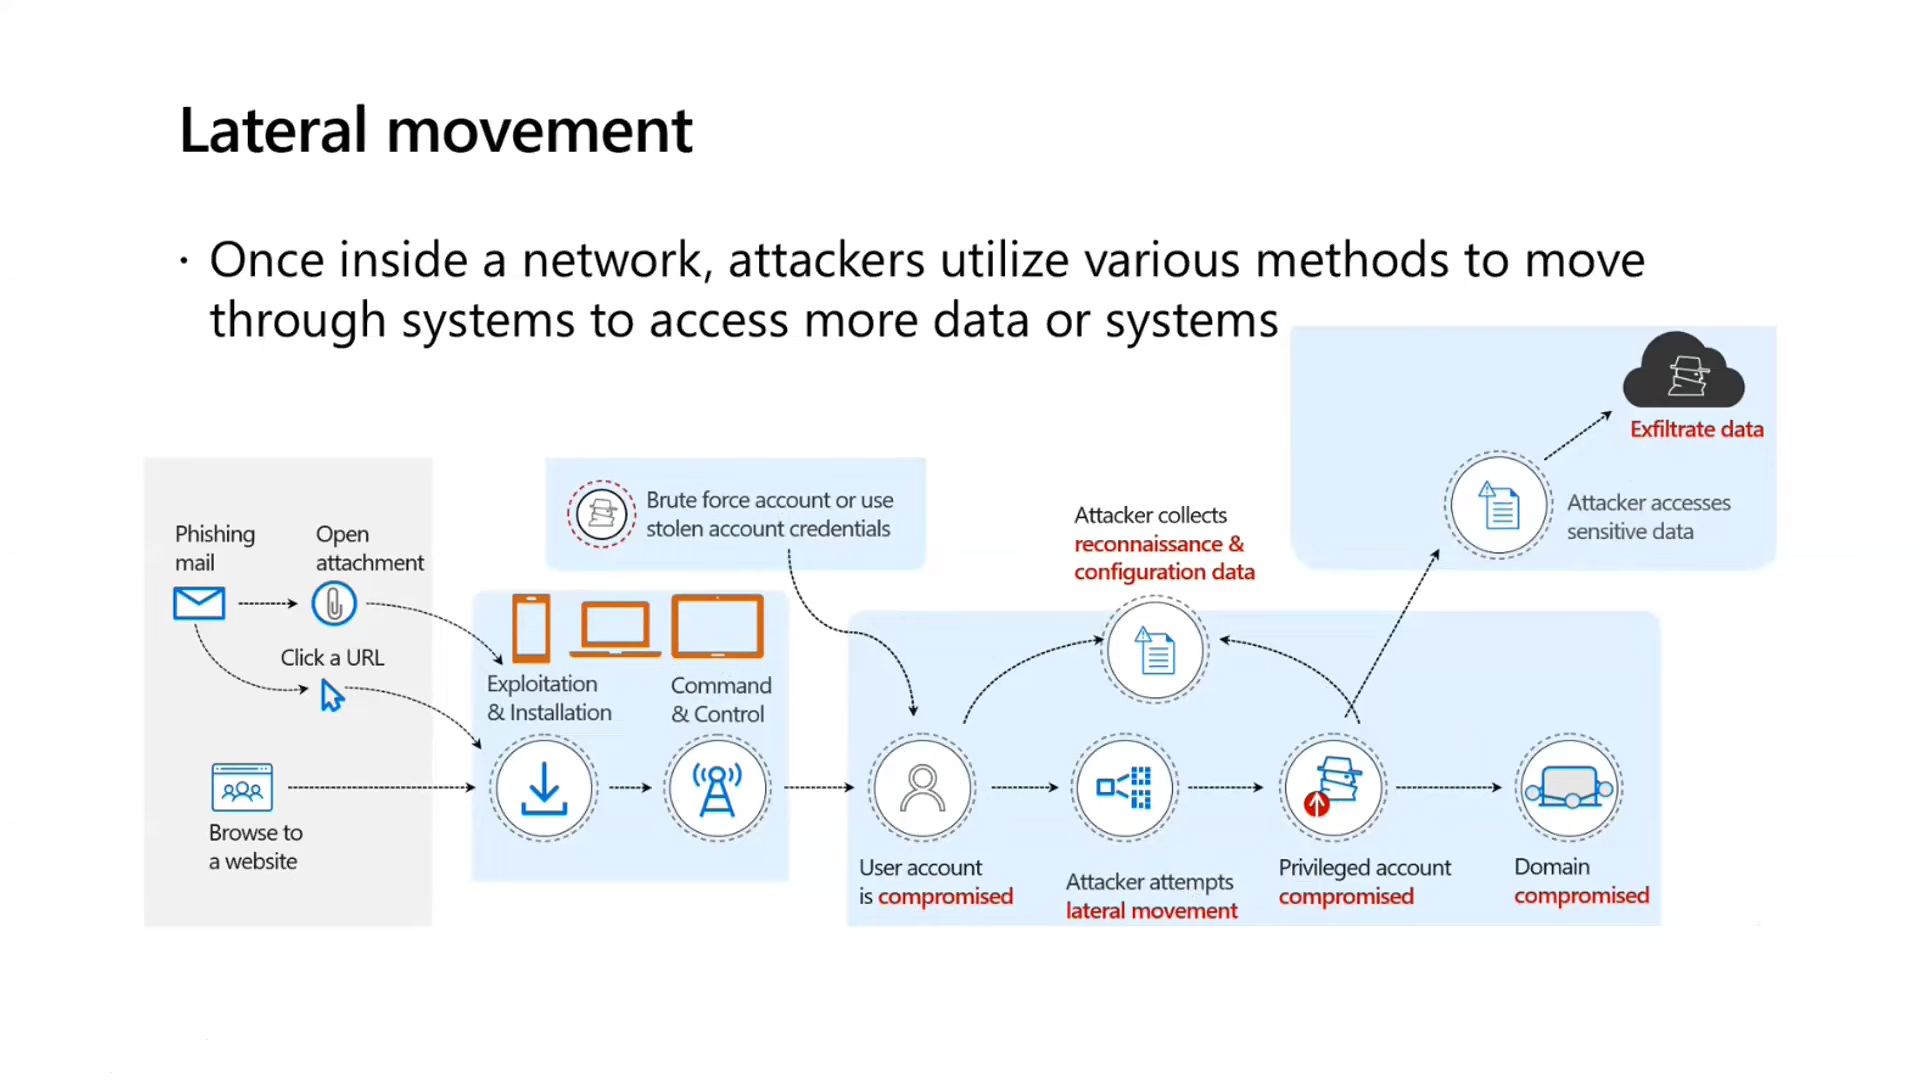 Lateral movement
· Once inside a network, attackers utilize various methods to move
through systems to access more data or systems
Exfiltrate data
Phishing
mail
Open
attachment
Click a URL
Browse to
a website
Brute force account or use
stolen account credentials
Exploitation
& Installation
Command
& Control
Attacker collects
reconnaissance &
configuration data
Attacker accesses
sensitive data
User account
is compromised
Attacker attempts
lateral movement
Privileged account
compromised
Domain
compromised